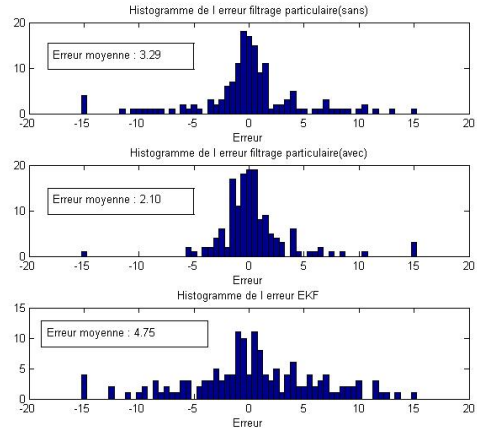 Histogramme de l erreur filtrage particulaire(sans)
20
10
0
Erreur moyenne : 3.29
-20 -15 -10 -5 0 5 10 15 20
Erreur
Histogramme de l erreur filtrage particulaire(avec)
20
10
0
Erreur moyenne : 2.10
-20 -15 -10 -5 0 5 10 15 20
Erreur
Histogramme de l erreur EKF
15
10
5
0
Erreur moyenne : 4.75
-20 -15 -10 -5 0 5 10 15 20
Erreur